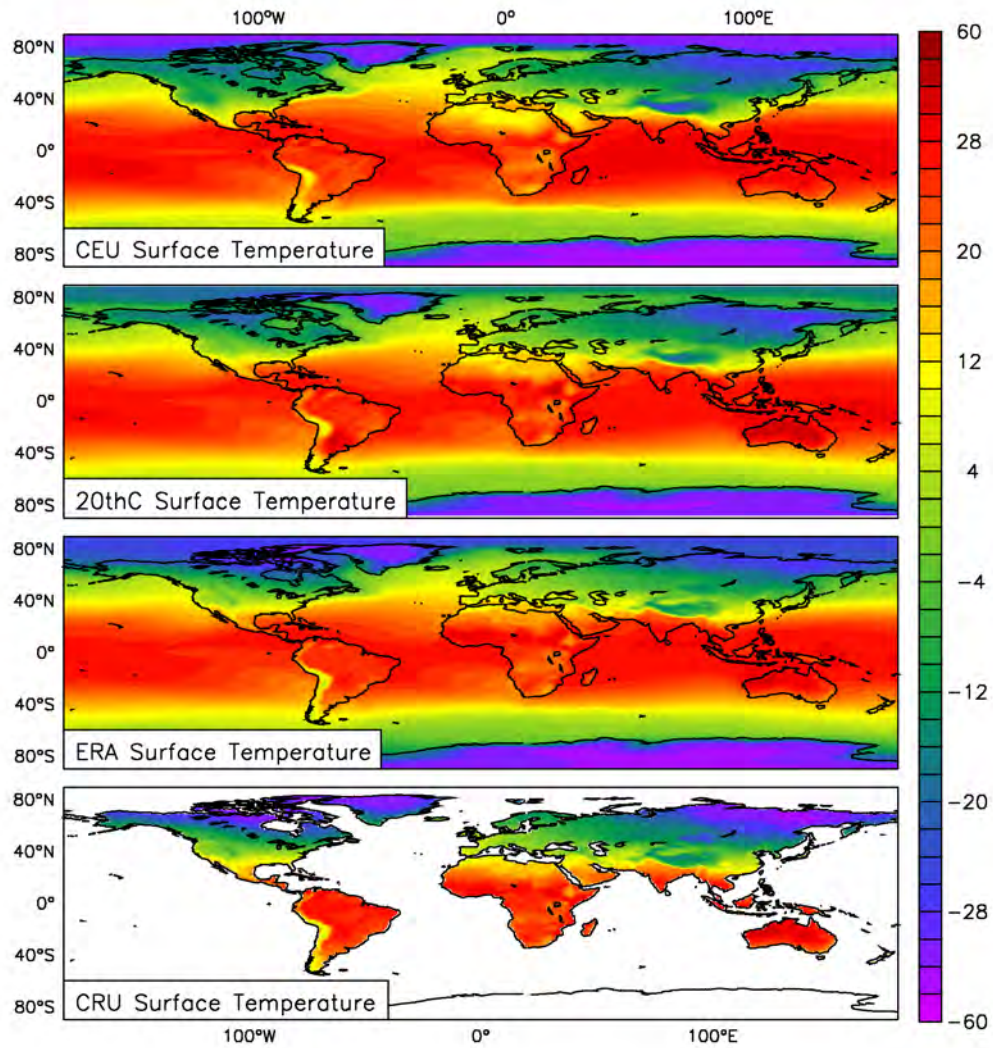 100°W 0° 100°E
80°N
40°N
0°
40°S
80°S
CEU Surface Temperature
80°N
40°N
0°
40°S
80°S
20thC Surface Temperature
80°N
40°N
0°
40°S
80°S
ERA Surface Temperature
80°N
40°N
0°
40°S
80°S
CRU Surface Temperature
100°W 0° 100°E
60
28
20
12
4
−4
−12
−20
−28
−60